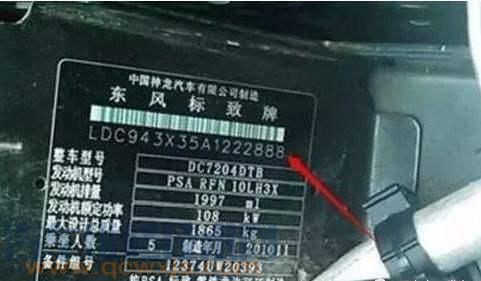 中国神龙汽车有限公司制造
东风标致牌
LDC943X35A1222888
整车型号 DC7204DTB
发动机型号 PSA RFN 10LH3X
发动机排量 1997 ml
发动机额定功率 108 kW
最大设计总质量 1865 kg
乘坐人数 5 制造年月 201011
备件组号 12374UW20393